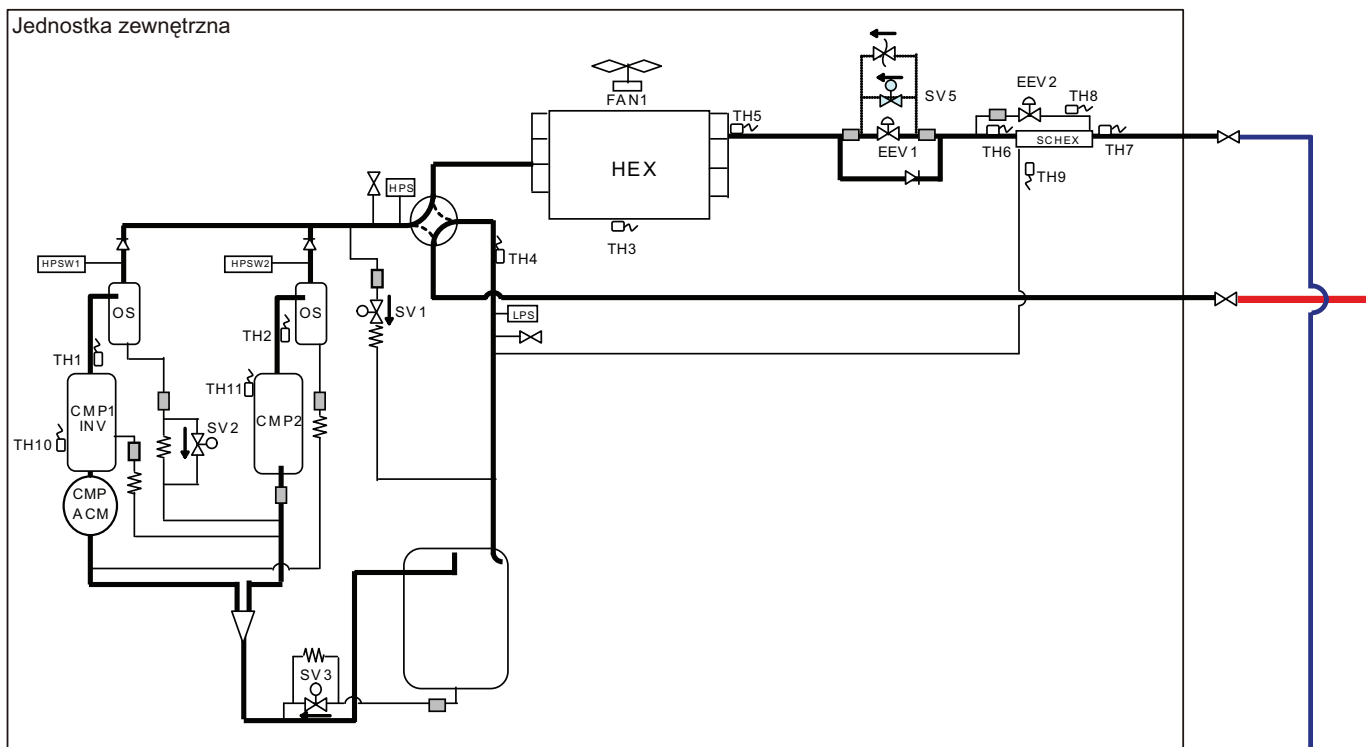 Jednostka zewnętrzna
FAN1
HEX
TH3
TH5
SV5
EEV1
EEV2
TH8
TH6
SCHEX
TH7
TH9
HPS
TH4
HPSW1
HPSW2
OS
OS
SV1
LPS
TH1
TH2
TH11
CMP1
INV
TH10
SV2
CMP2
CMP
ACM
SV3